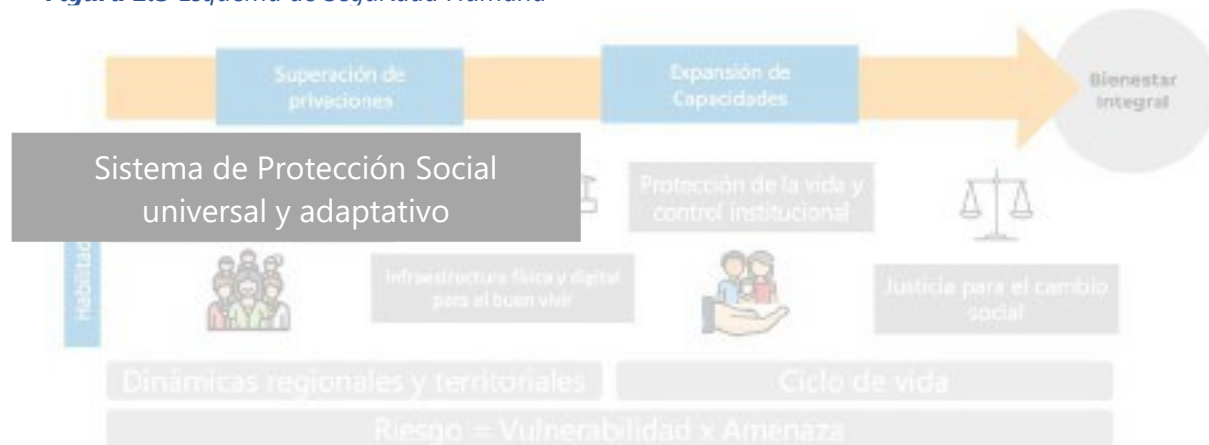 Figura 2.3 Esquema de Seguridad Humana
Superación de
privaciones
Expansión de
Capacidades
Bienestar
Integral
Sistema de Protección Social
universal y adaptativo
Protección de la vida y
control institucional
Infraestructura física y digital
para el buen vivir
Justicia para el cambio
social
Dinámicas regionales y territoriales
Ciclo de vida
Riesgo = Vulnerabilidad x Amenaza